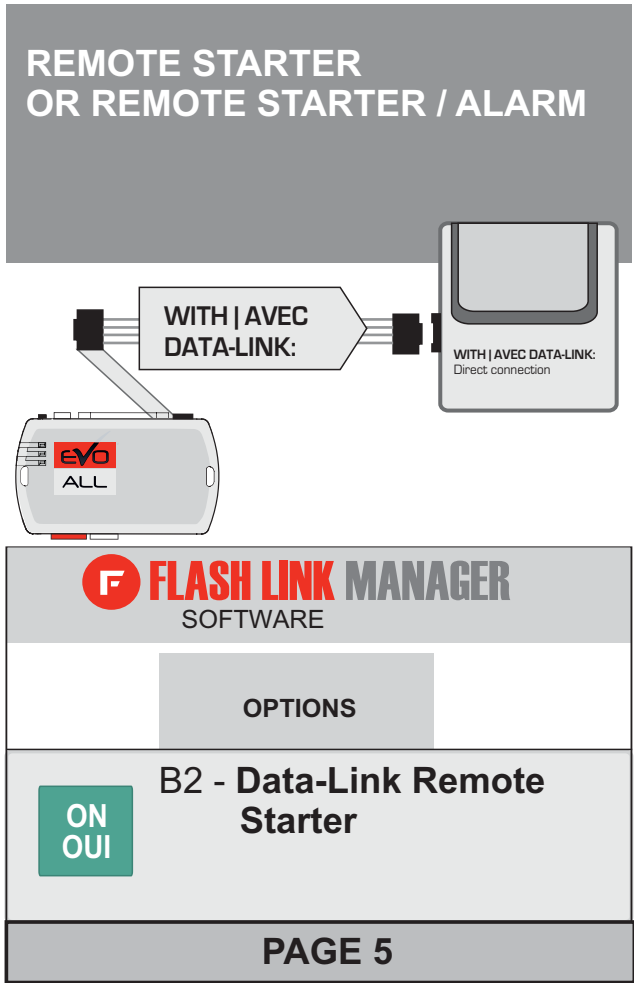 REMOTE STARTER
OR REMOTE STARTER / ALARM
WITH | AVEC
DATA-LINK:
WITH | AVEC DATA-LINK:
Direct connection
EVO
ALL
F FLASH LINK MANAGER
SOFTWARE
OPTIONS
ON
OUI
B2 - Data-Link Remote
Starter
PAGE 5